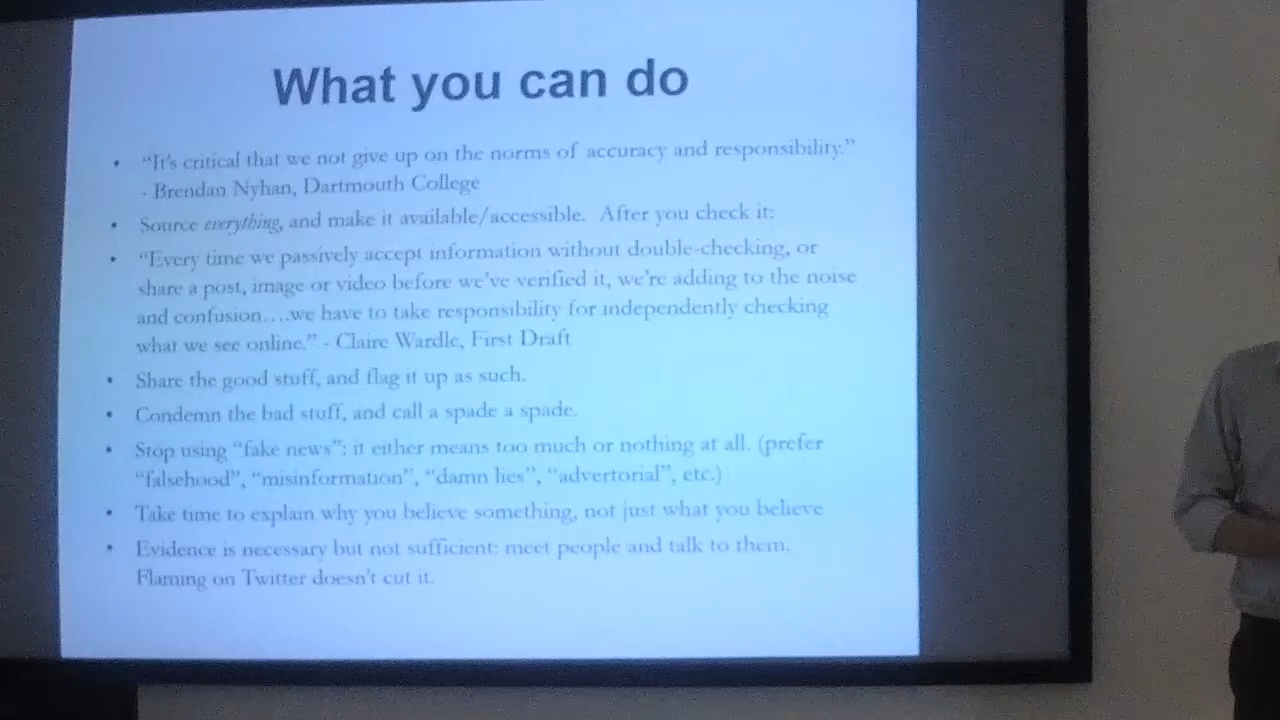 What you can do
• “It’s critical that we not give up on the norms of accuracy and responsibility.”
- Brendan Nyhan, Dartmouth College
• Source everything, and make it available/accessible. After you check it:
• “Every time we passively accept information without double-checking, or
share a post, image or video before we’ve verified it, we’re adding to the noise
and confusion….we have to take responsibility for independently checking
what we see online.” - Claire Wardle, First Draft
• Share the good stuff, and flag it up as such.
• Condemn the bad stuff, and call a spade a spade.
• Stop using “fake news”: it either means too much or nothing at all. (prefer
“falsehood”, “misinformation”, “damn lies”, “advertorial”, etc.)
• Take time to explain why you believe something, not just what you believe
• Evidence is necessary but not sufficient: meet people and talk to them.
Flaming on Twitter doesn’t cut it.